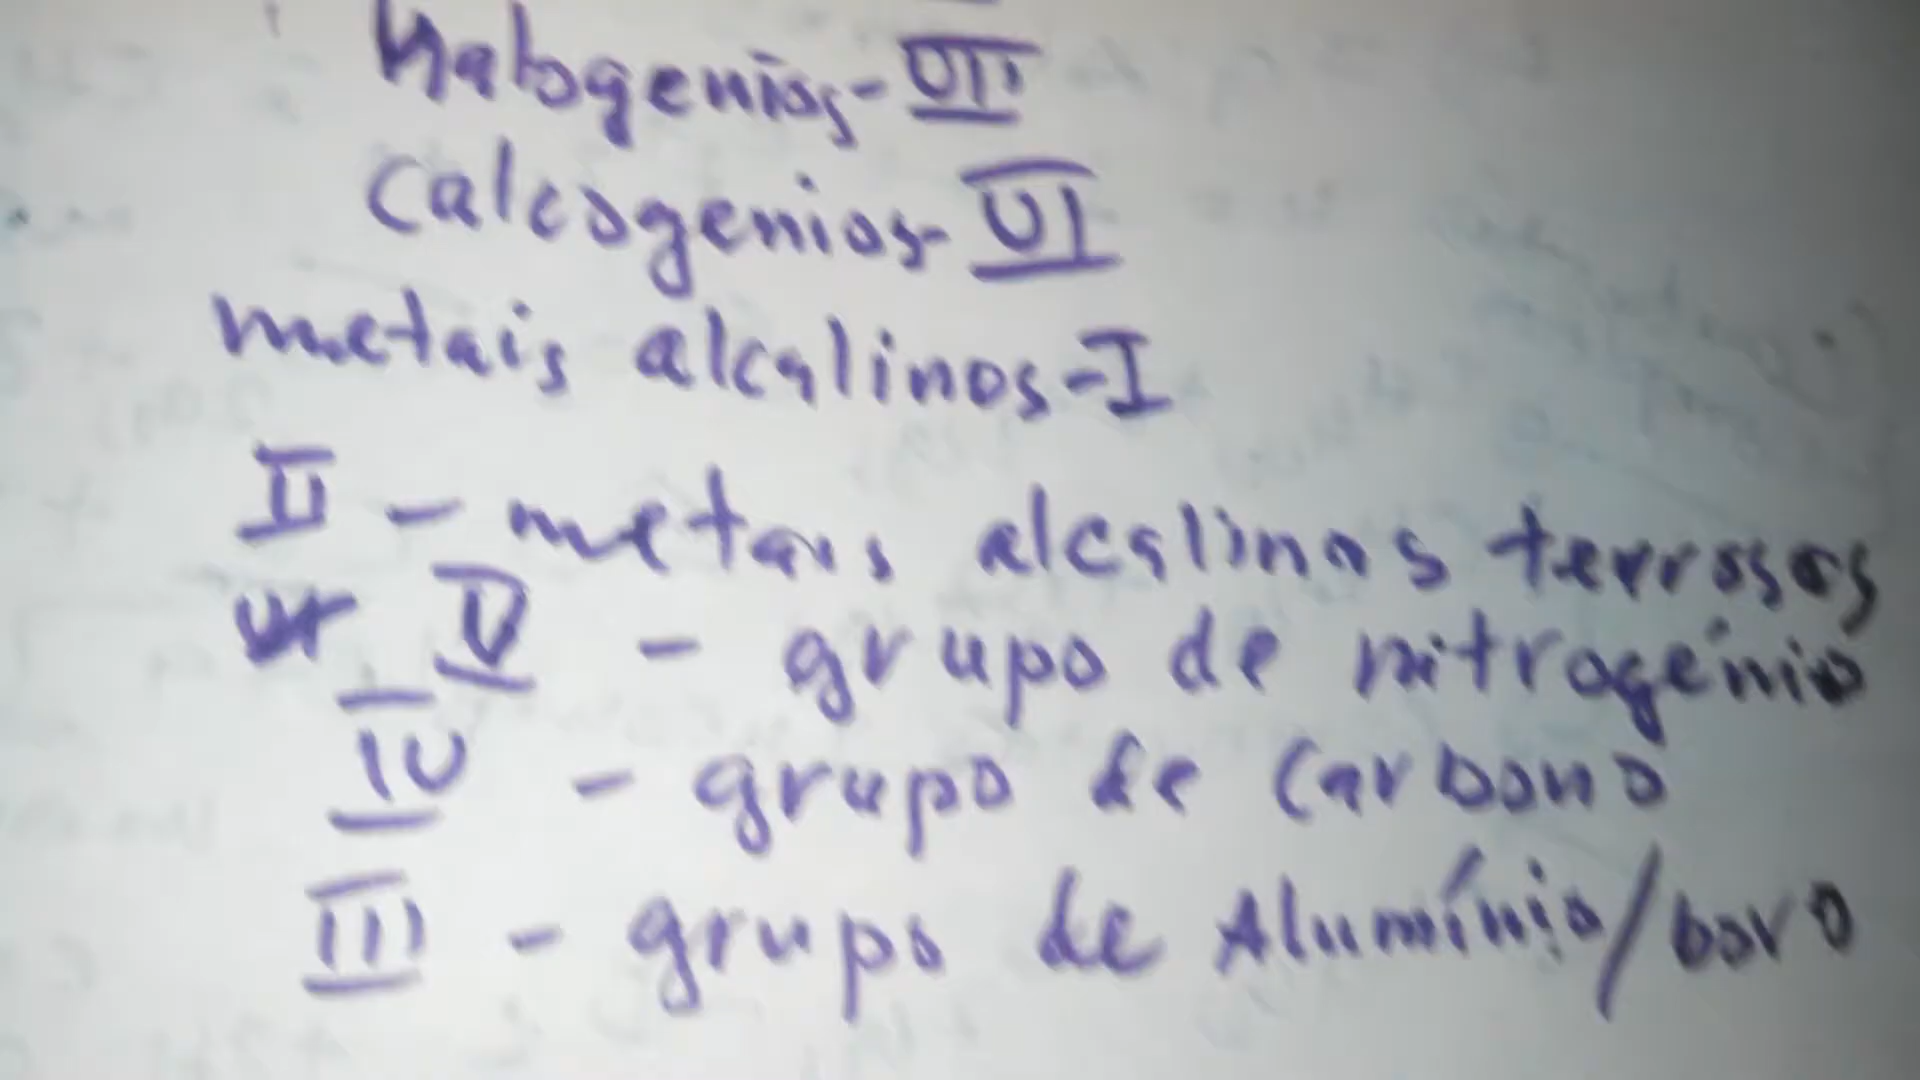 Halogenios-VII
Calcogenios-VI
metais alcalinos-I
II - metais alcalinos terrosos
V - grupo de nitrogénio
IV - grupo de carbono
III - grupo de Alumínio/boro